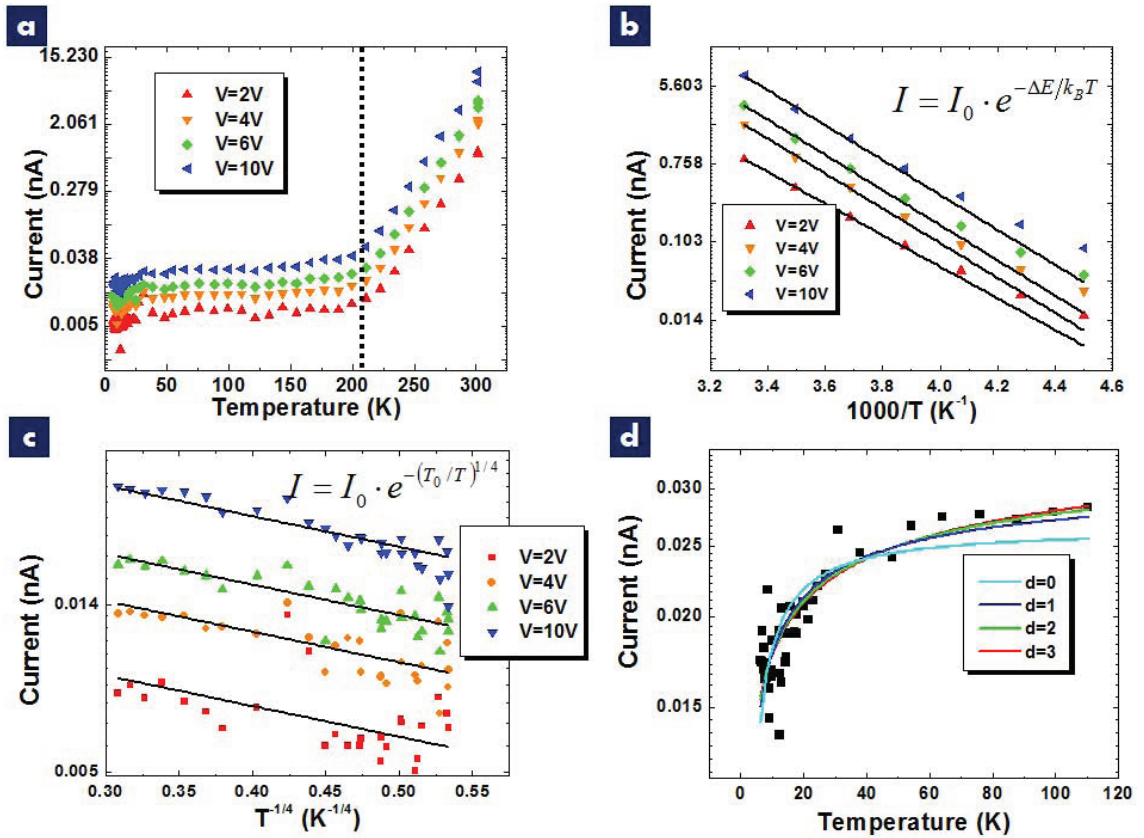 a
Current (nA)
15.230
2.061
0.279
0.038
0.005
V=2V
V=4V
V=6V
V=10V
0 50 100 150 200 250 300
Temperature (K)
b
Current (nA)
5.603
0.758
0.103
0.014
I = I₀ · e^{-ΔE/k_BT}
V=2V
V=4V
V=6V
V=10V
3.2 3.4 3.6 3.8 4.0 4.2 4.4 4.6
1000/T (K⁻¹)
c
Current (nA)
0.014
0.005
I = I₀ · e^{-(T₀/T)^{1/4}}
V=2V
V=4V
V=6V
V=10V
0.30 0.35 0.40 0.45 0.50 0.55
T^{-1/4} (K^{-1/4})
d
Current (nA)
0.030
0.025
0.020
0.015
d=0
d=1
d=2
d=3
0 20 40 60 80 100 120
Temperature (K)